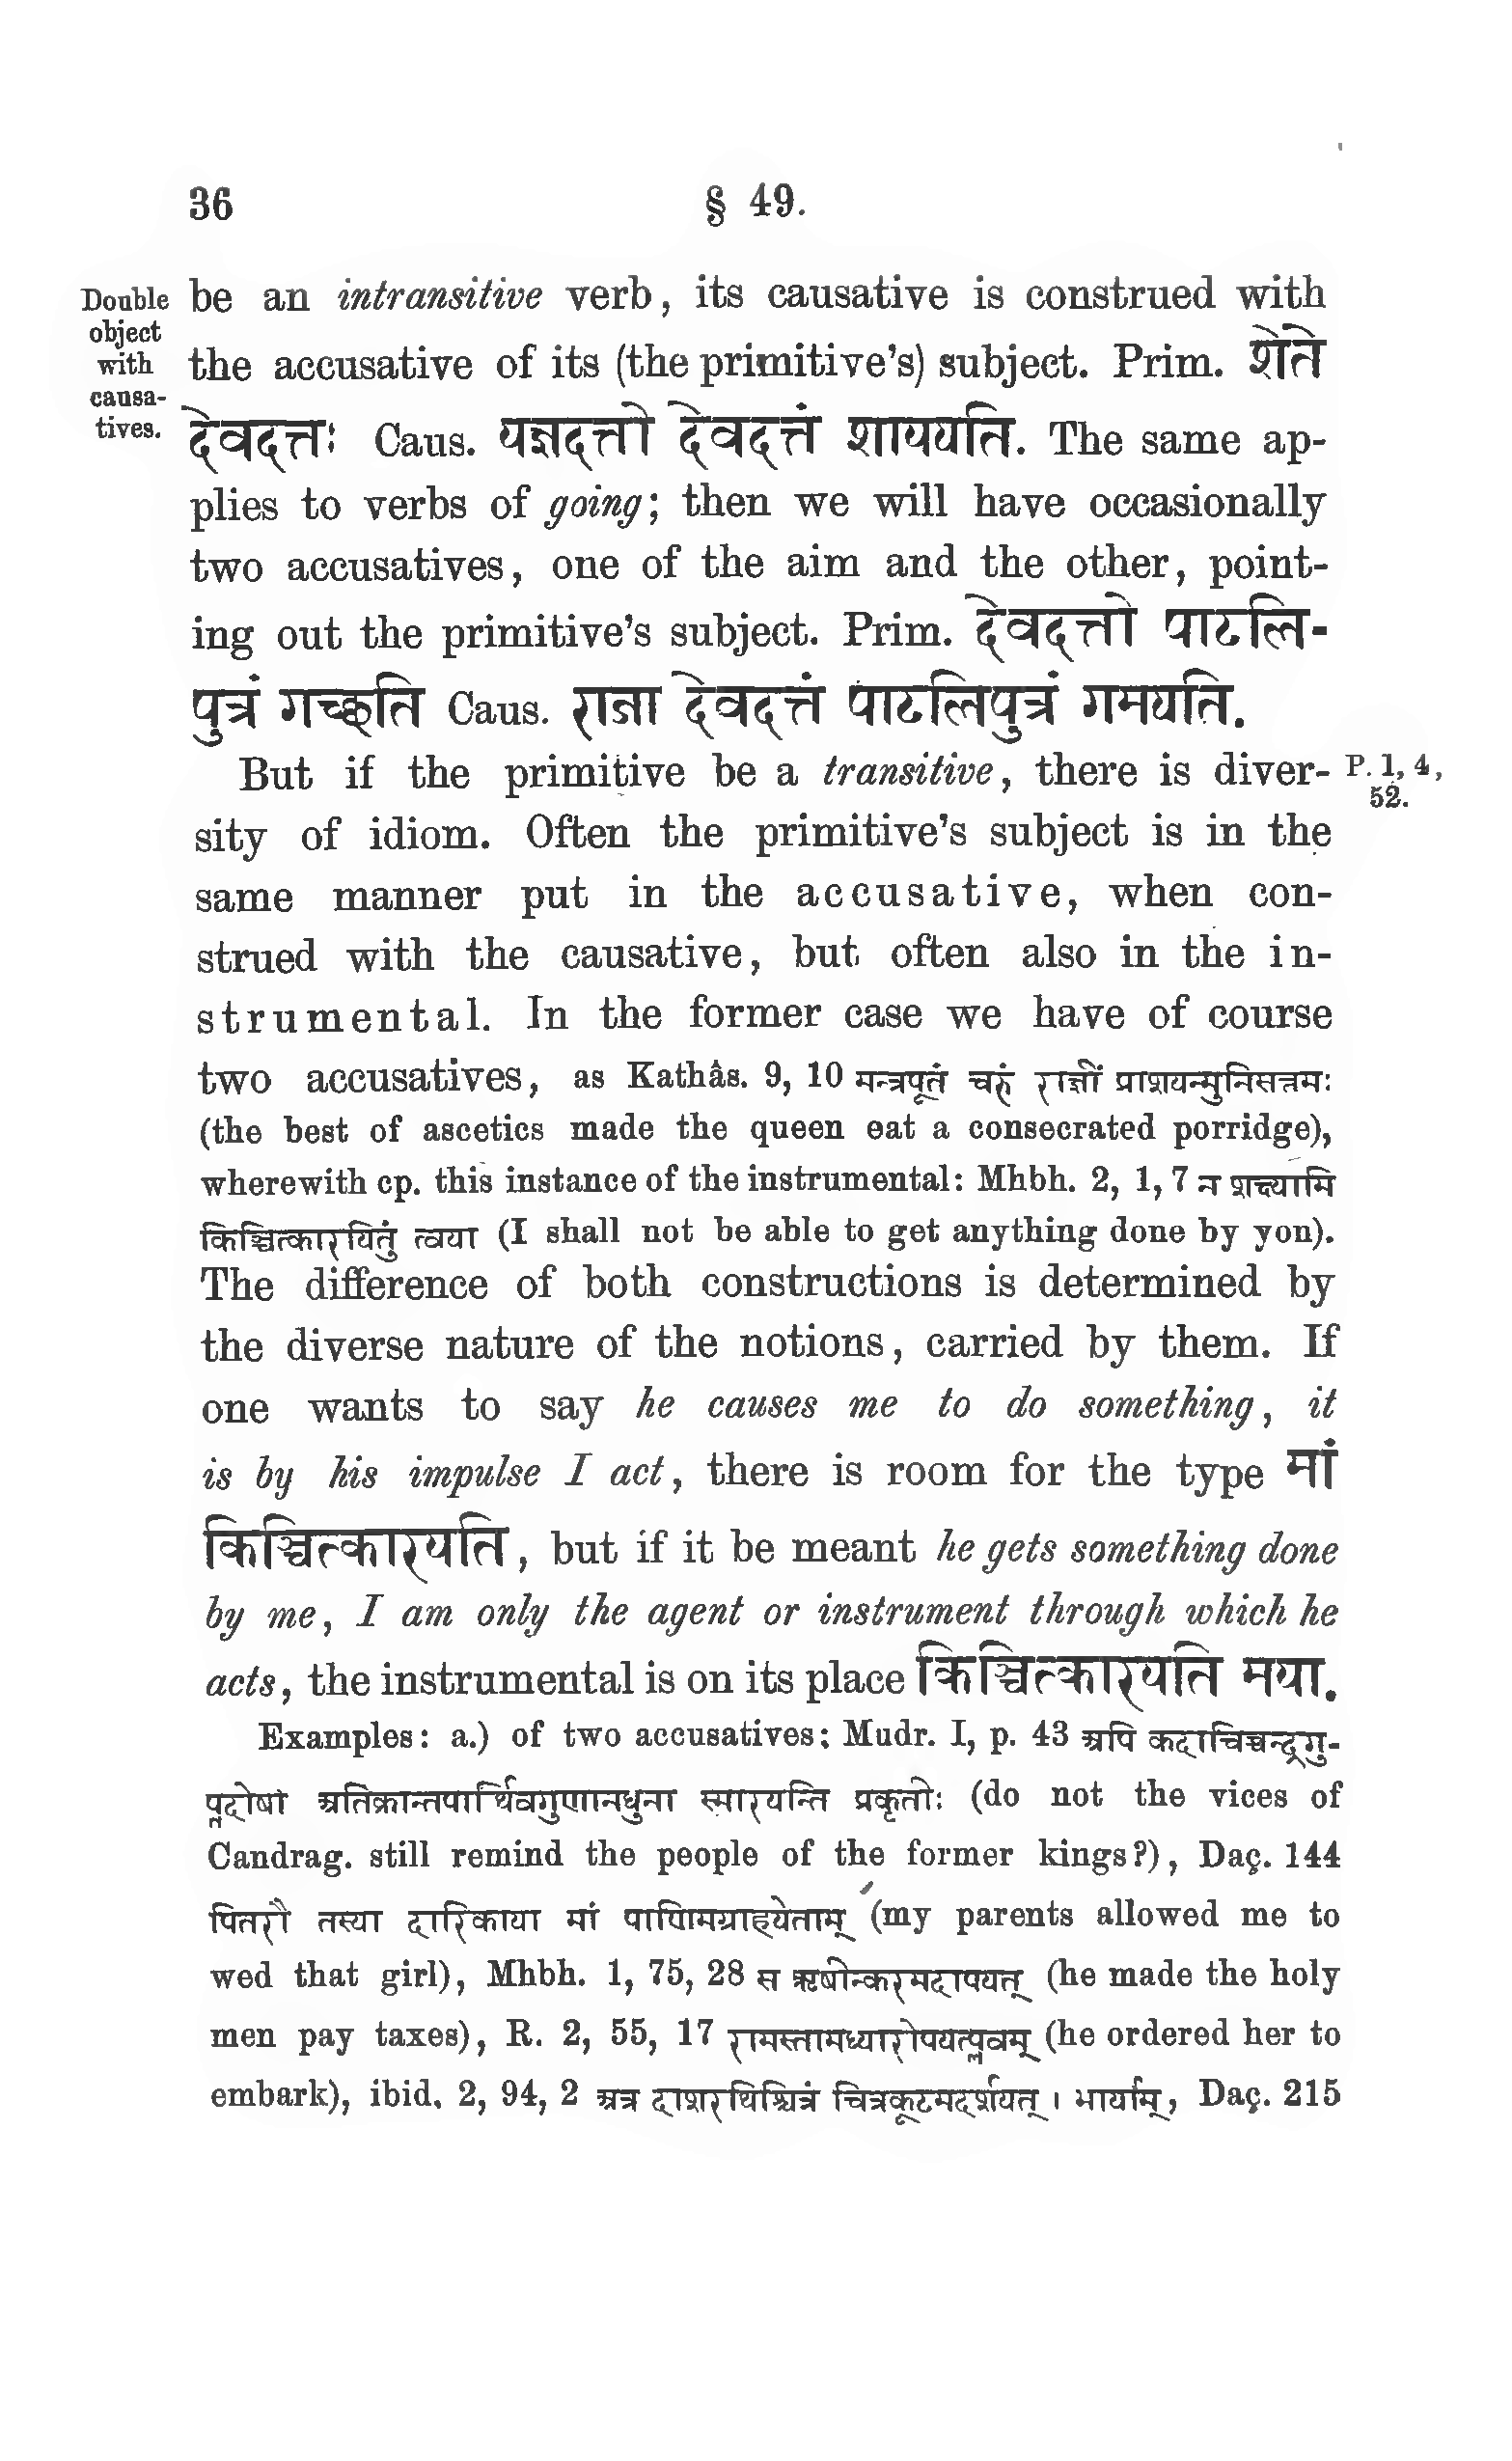 36
§ 49.
Double
object
with
causa-
tives.
be an intransitive verb, its causative is construed with
the accusative of its (the primitive's) subject. Prim. शेते
देवदत्तः Caus. यज्ञदत्तो देवदत्तं शाययति. The same ap-
plies to verbs of going; then we will have occasionally
two accusatives, one of the aim and the other, point-
ing out the primitive's subject. Prim. देवदत्तो पाटलि-
पुत्रं गच्छति Caus. राज्ञा देवदत्तं पाटलिपुत्रं गमयति.
But if the primitive be a transitive, there is diver-
P. 1, 4,
52.
sity of idiom. Often the primitive's subject is in the
same manner put in the accusative, when con-
strued with the causative, but often also in the in-
strumental. In the former case we have of course
two accusatives, as Kathâs. 9, 10 मन्त्रपूतं चरुं राज्ञीं प्राशयन्मुनिसत्तमः
(the best of ascetics made the queen eat a consecrated porridge),
wherewith cp. this instance of the instrumental: Mhbh. 2, 1, 7 न शक्ष्यामि
किञ्चित्कारयितुं त्वया (I shall not be able to get anything done by yon).
The difference of both constructions is determined by
the diverse nature of the notions, carried by them. If
one wants to say he causes me to do something, it
is by his impulse I act, there is room for the type मां
किञ्चित्कारयति, but if it be meant he gets something done
by me, I am only the agent or instrument through which he
acts, the instrumental is on its place किञ्चित्कारयति मया.
Examples: a.) of two accusatives; Mudr. I, p. 43 अपि कदाचिच्चन्द्रगु-
प्तदोषा अतिक्रान्तपार्थिवगुणानधुना स्मारयन्ति प्रकृतीः (do not the vices of
Candrag. still remind the people of the former kings?), Daç. 144
पितरौ तस्या दारिकाया मां पाणिमग्राहयेताम् (my parents allowed me to
wed that girl), Mhbh. 1, 75, 28 स ऋषीन्करमदापयत् (he made the holy
men pay taxes), R. 2, 55, 17 रामस्तामध्यारोपयत्प्लवम् (he ordered her to
embark), ibid. 2, 94, 2 अत्र दाशरथिश्चित्रं चित्रकूटमदर्शयत् । भार्याम्, Daç. 215